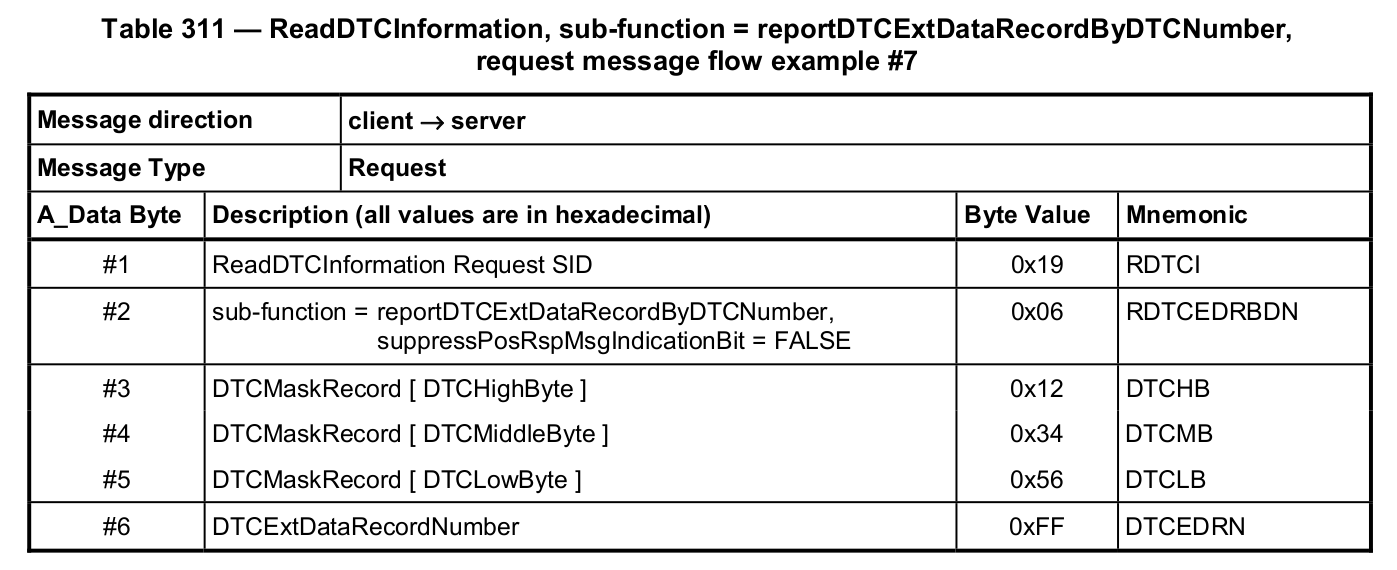 Table 311 — ReadDTCInformation, sub-function = reportDTCExtDataRecordByDTCNumber,
request message flow example #7
Message direction client → server
Message Type Request
A_Data Byte Description (all values are in hexadecimal) Byte Value Mnemonic
#1 ReadDTCInformation Request SID 0x19 RDTCI
#2 sub-function = reportDTCExtDataRecordByDTCNumber, 0x06 RDTCEDRBDN
suppressPosRspMsgIndicationBit = FALSE
#3 DTCMaskRecord [ DTCHighByte ] 0x12 DTCHB
#4 DTCMaskRecord [ DTCMiddleByte ] 0x34 DTCMB
#5 DTCMaskRecord [ DTCLowByte ] 0x56 DTCLB
#6 DTCExtDataRecordNumber 0xFF DTCEDRN